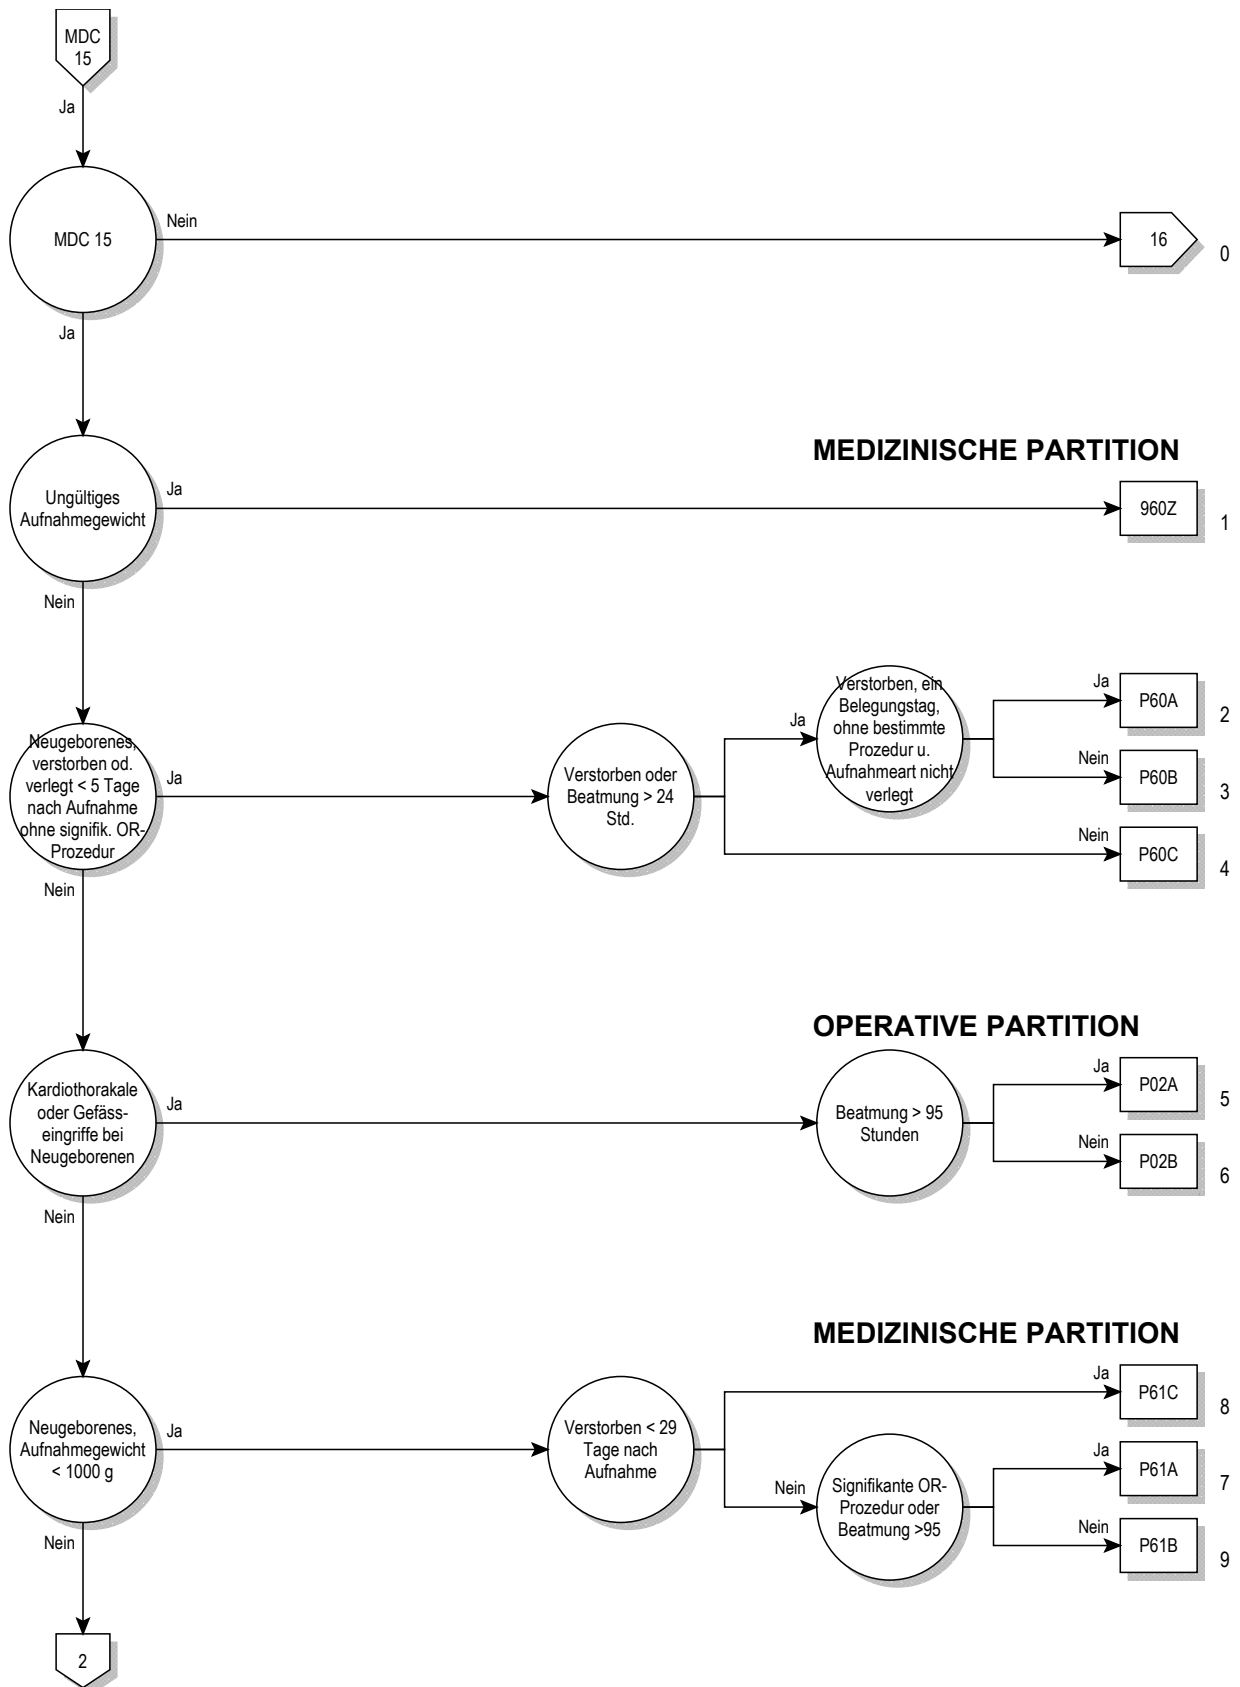 MDC
15
Ja
MDC 15
Nein
16
0
Ja
MEDIZINISCHE PARTITION
Ungültiges
Aufnahmegewicht
Ja
960Z
1
Nein
Neugeborenes,
verstorben od.
verlegt < 5 Tage
nach Aufnahme
ohne signifik. OR-
Prozedur
Ja
Verstorben oder
Beatmung > 24
Std.
Ja
Verstorben, ein
Belegungstag,
ohne bestimmte
Prozedur u.
Aufnahmeart nicht
verlegt
Ja
P60A
2
Nein
P60B
3
Nein
P60C
4
Nein
OPERATIVE PARTITION
Kardiothorakale
oder Gefäss-
eingriffe bei
Neugeborenen
Ja
Beatmung > 95
Stunden
Ja
P02A
5
Nein
P02B
6
Nein
MEDIZINISCHE PARTITION
Neugeborenes,
Aufnahmegewicht
< 1000 g
Ja
Verstorben < 29
Tage nach
Aufnahme
Ja
P61C
8
Nein
Signifikante OR-
Prozedur oder
Beatmung >95
Ja
P61A
7
Nein
P61B
9
Nein
2